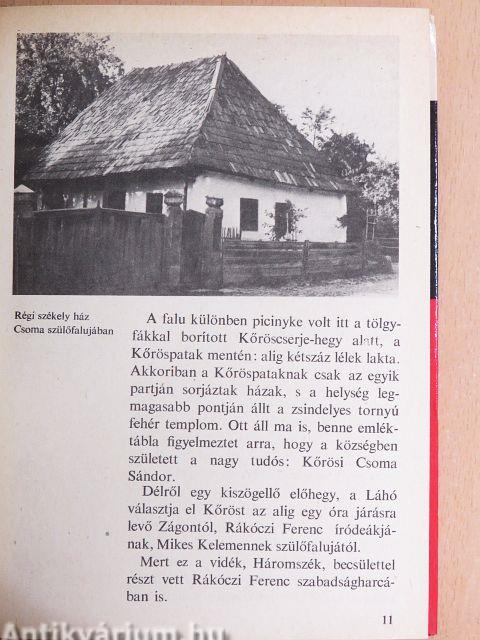 Régi székely ház
Csoma szülőfalujában
A falu különben picinyke volt itt a tölgy-
fákkal borított Kőröscserje-hegy alatt, a
Kőröspatak mentén: alig kétszáz lélek lakta.
Akkoriban a Kőröspataknak csak az egyik
partján sorjáztak házak, s a helység leg-
magasabb pontján állt a zsindelyes tornyú
fehér templom. Ott áll ma is, benne emlék-
tábla figyelmeztet arra, hogy a községben
született a nagy tudós: Kőrösi Csoma
Sándor.
Délről egy kiszögellő előhegy, a Láhó
választja el Kőröst az alig egy óra járásra
levő Zágontól, Rákóczi Ferenc íródeákjá-
nak, Mikes Kelemennek szülőfalujától.
Mert ez a vidék, Háromszék, becsülettel
részt vett Rákóczi Ferenc szabadságharcá-
ban is.
11
Antikvárium.hu